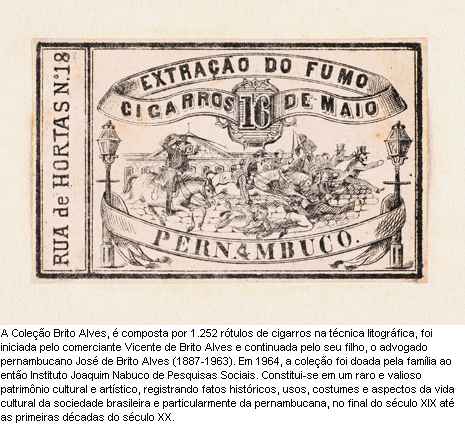 EXTRAÇAO DO FUMO
CIGARROS 16 DE MAIO
RUA de HORTAS N.º 18
PERNAMBUCO.
A Coleção Brito Alves, é composta por 1.252 rótulos de cigarros na técnica litográfica, foi
iniciada pelo comerciante Vicente de Brito Alves e continuada pelo seu filho, o advogado
pernambucano José de Brito Alves (1887-1963). Em 1964, a coleção foi doada pela família ao
então Instituto Joaquim Nabuco de Pesquisas Sociais. Constitui-se em um raro e valioso
patrimônio cultural e artístico, registrando fatos históricos, usos, costumes e aspectos da vida
cultural da sociedade brasileira e particularmente da pernambucana, no final do século XIX até
as primeiras décadas do século XX.